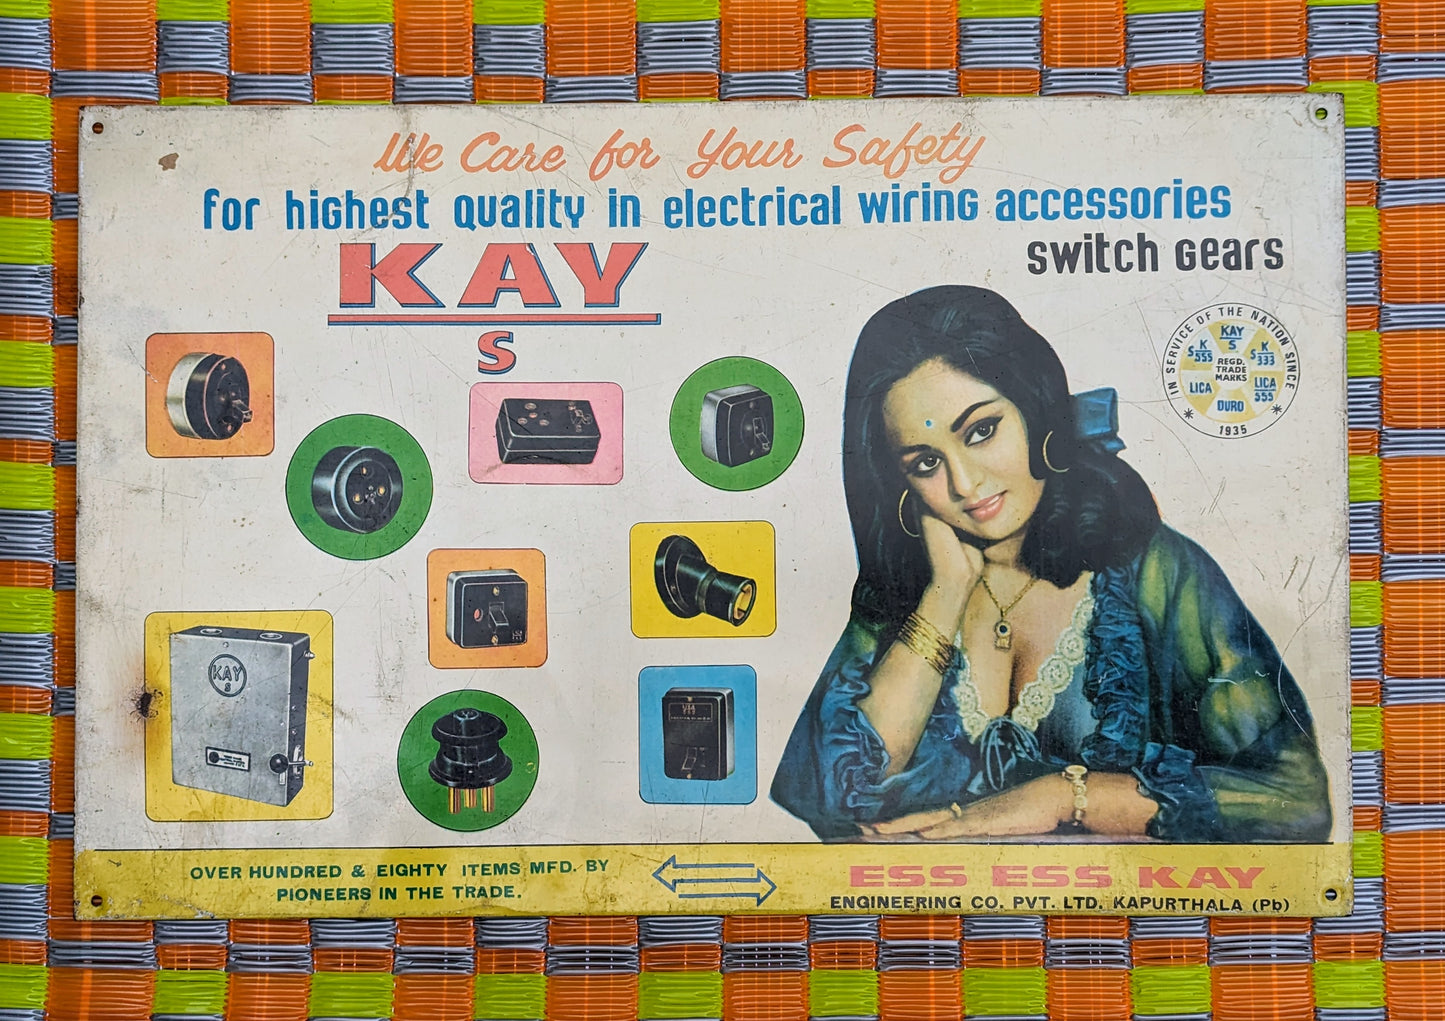 We Care for Your Safety
for highest quality in electrical wiring accessories
switch gears
KAY
S
IN SERVICE OF THE NATION SINCE
1935
KAY
S
S K
555
S K
333
REGD.
TRADE
MARKS
LICA
LICA
555
DURO
KAY
S
OVER HUNDRED & EIGHTY ITEMS MFD. BY
PIONEERS IN THE TRADE.
ESS ESS KAY
ENGINEERING CO. PVT. LTD. KAPURTHALA (Pb)